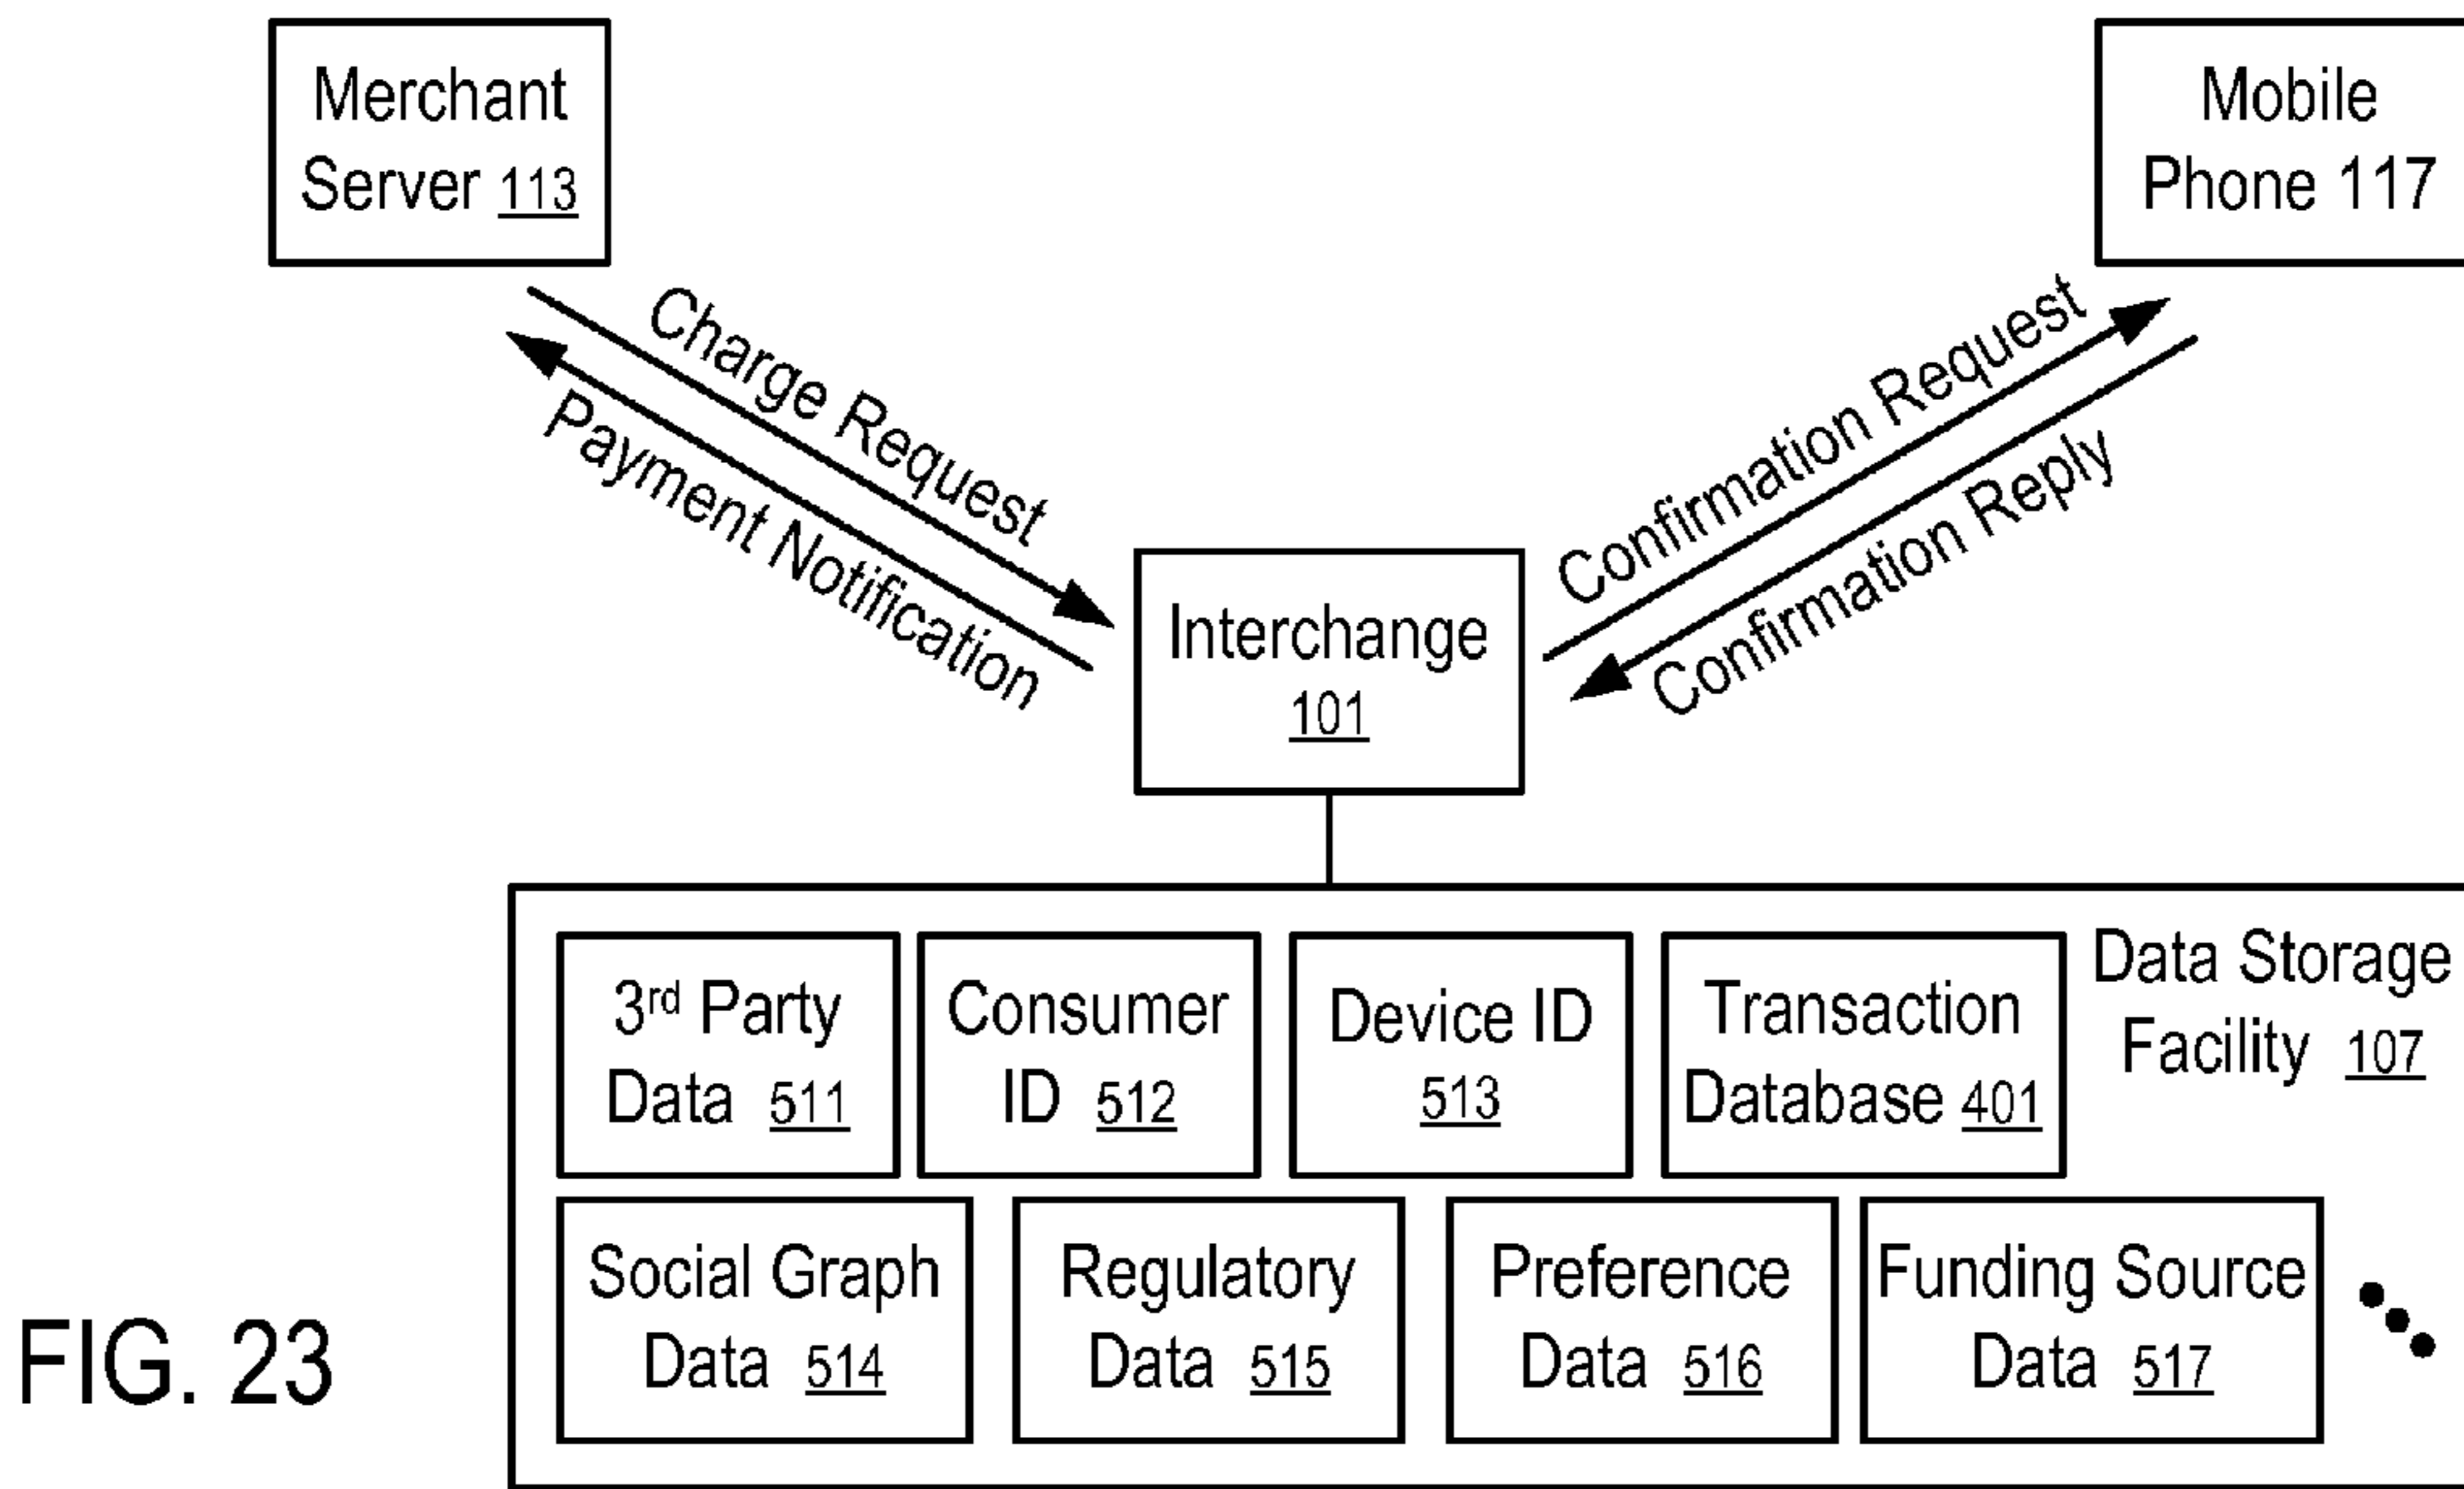 Merchant
Server 113
Mobile
Phone 117
Charge Request
Payment Notification
Confirmation Request
Confirmation Reply
Interchange
101
Data Storage
Facility 107
3rd Party
Data 511
Consumer
ID 512
Device ID
513
Transaction
Database 401
Social Graph
Data 514
Regulatory
Data 515
Preference
Data 516
Funding Source
Data 517
FIG. 23